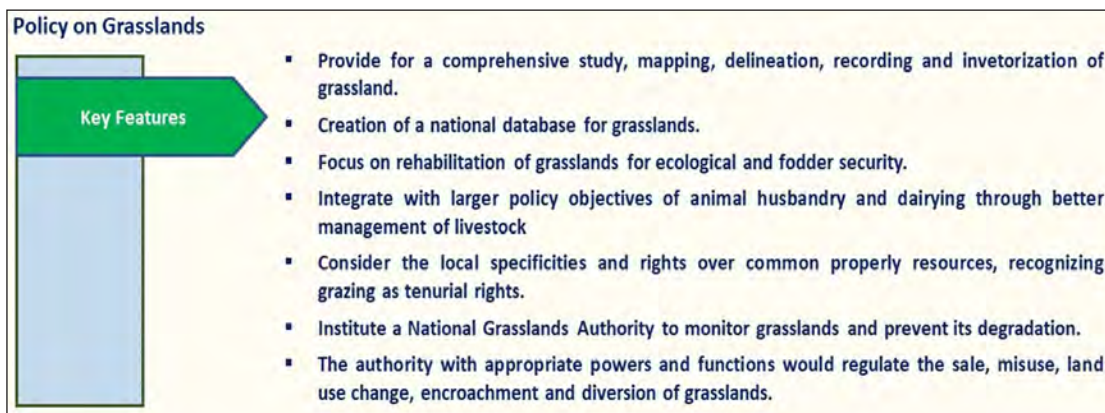 Policy on Grasslands
Key Features
▪ Provide for a comprehensive study, mapping, delineation, recording and invetorization of
grassland.
▪ Creation of a national database for grasslands.
▪ Focus on rehabilitation of grasslands for ecological and fodder security.
▪ Integrate with larger policy objectives of animal husbandry and dairying through better
management of livestock
▪ Consider the local specificities and rights over common properly resources, recognizing
grazing as tenurial rights.
▪ Institute a National Grasslands Authority to monitor grasslands and prevent its degradation.
▪ The authority with appropriate powers and functions would regulate the sale, misuse, land
use change, encroachment and diversion of grasslands.